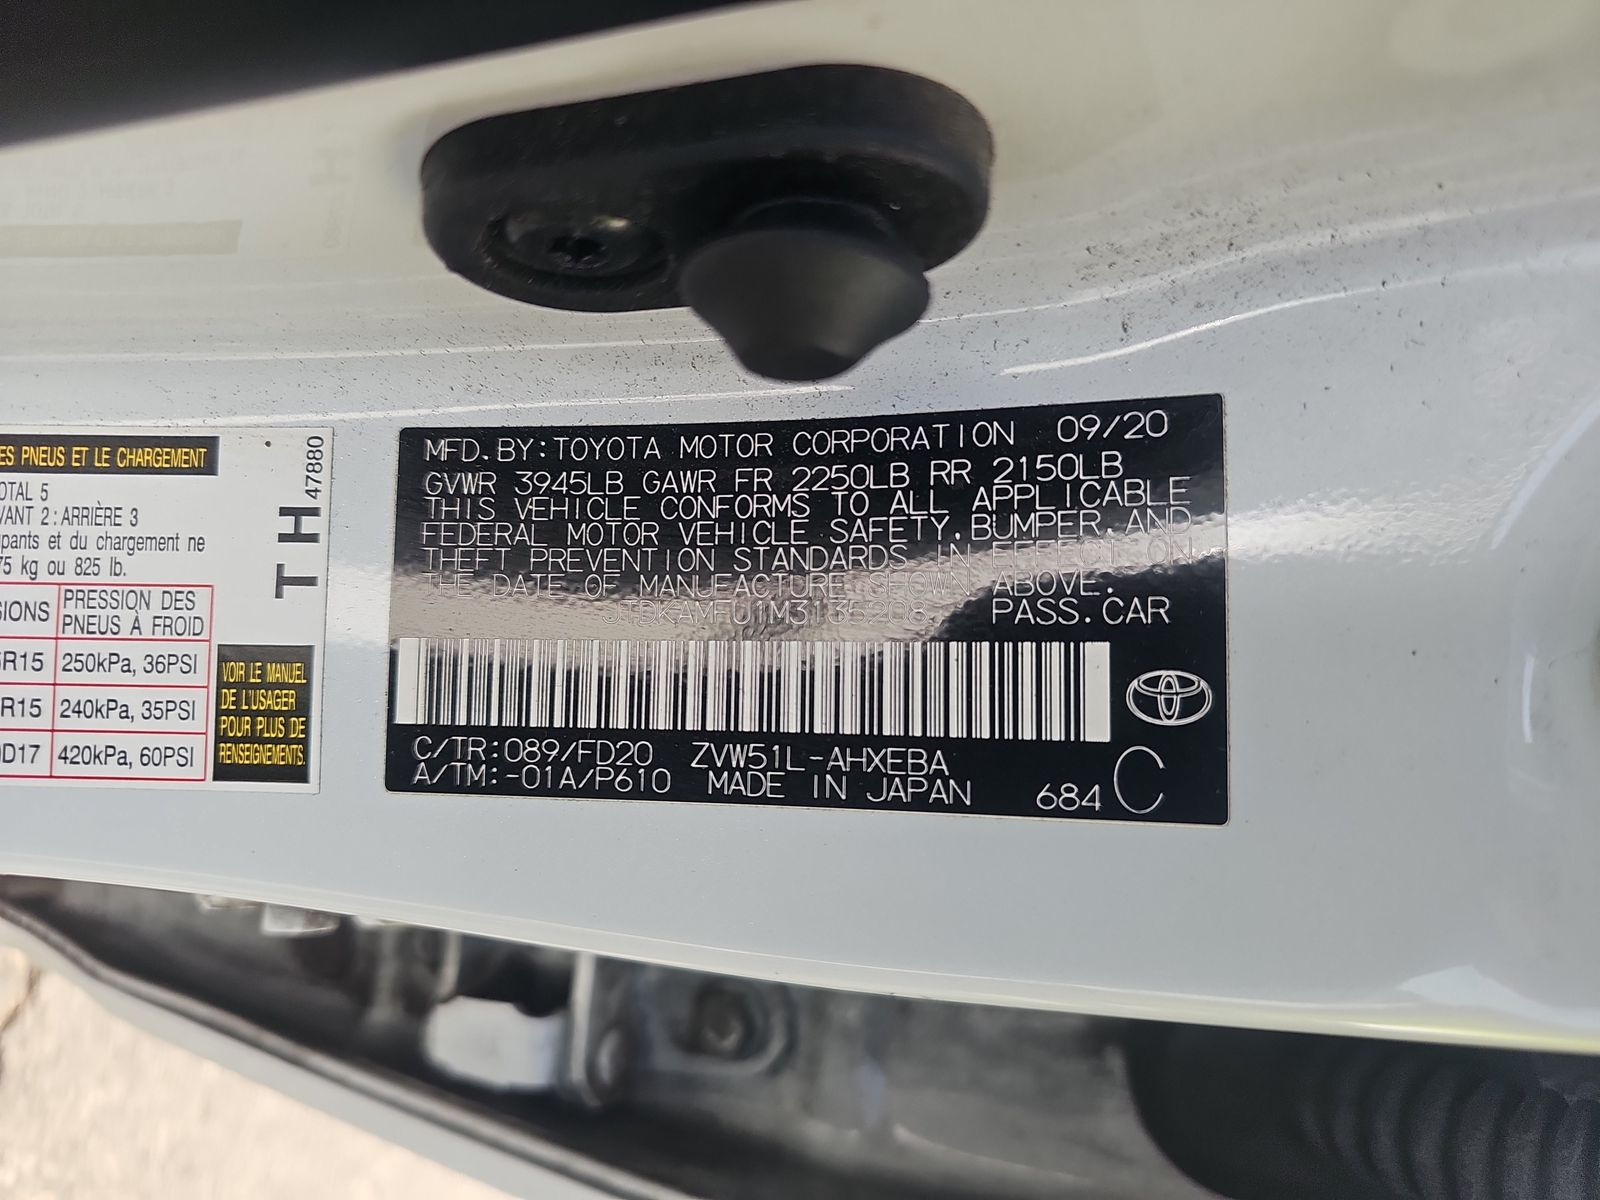 ES PNEUS ET LE CHARGEMENT
OTAL 5
VANT 2 : ARRIÈRE 3
upants et du chargement ne
75 kg ou 825 lb.
SIONS PRESSION DES PNEUS À FROID
5R15 250kPa, 36PSI
R15 240kPa, 35PSI
0D17 420kPa, 60PSI
VOIR LE MANUEL
DE L'USAGER
POUR PLUS DE
RENSEIGNEMENTS.
TH 47880
MFD. BY: TOYOTA MOTOR CORPORATION 09/20
GVWR 3945LB GAWR FR 2250LB RR 2150LB
THIS VEHICLE CONFORMS TO ALL APPLICABLE
FEDERAL MOTOR VEHICLE SAFETY, BUMPER, AND
THEFT PREVENTION STANDARDS IN EFFECT ON
THE DATE OF MANUFACTURE SHOWN ABOVE.
JTDKAMFU1M3135208 PASS. CAR
C/TR: 089/FD20 ZVW51L-AHXEBA
A/TM: -01A/P610 MADE IN JAPAN 684 C